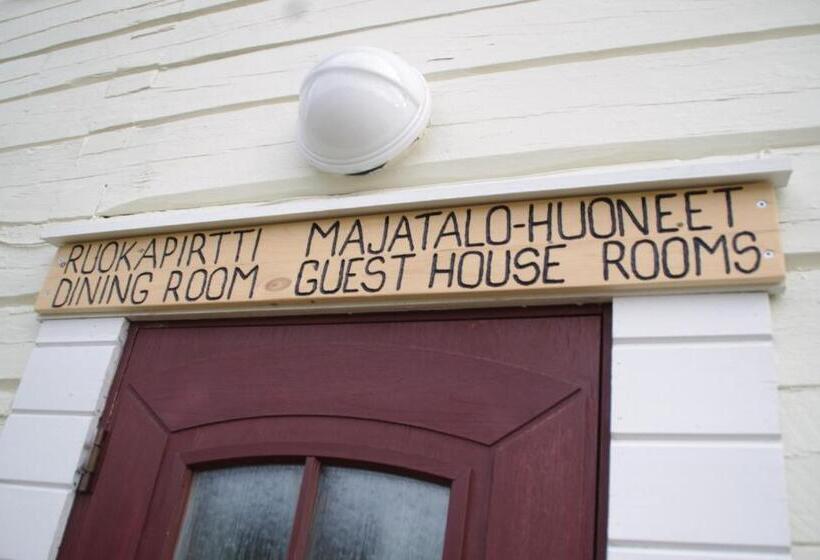 RUOKAPIRTTI MAJATALO-HUONEET
DINING ROOM GUEST HOUSE ROOMS